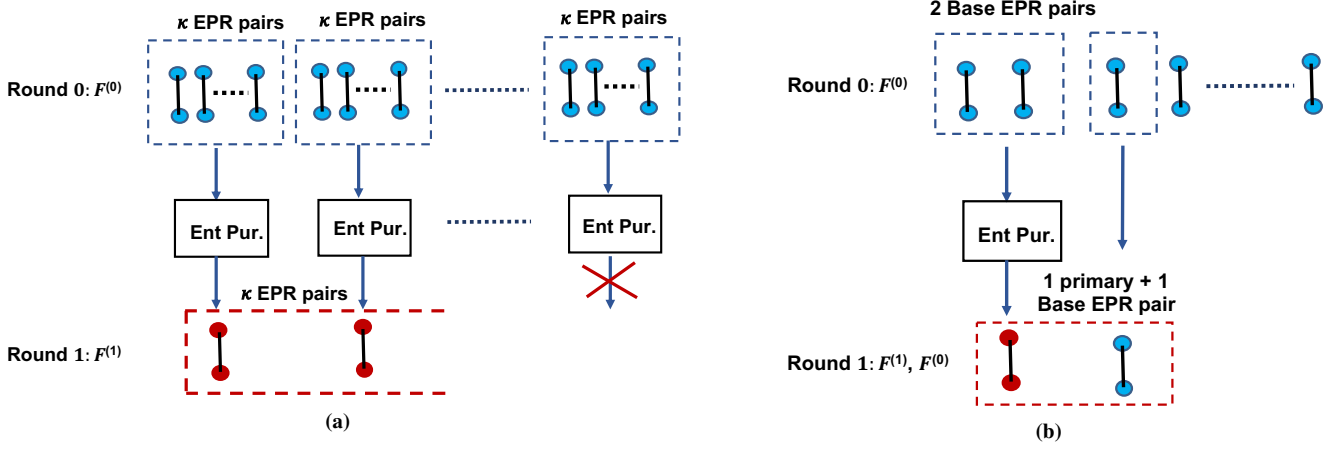 κ EPR pairs
κ EPR pairs
κ EPR pairs
Round 0: F⁽⁰⁾
Ent Pur.
Ent Pur.
Ent Pur.
κ EPR pairs
Round 1: F⁽¹⁾
(a)
2 Base EPR pairs
Round 0: F⁽⁰⁾
Ent Pur.
1 primary + 1
Base EPR pair
Round 1: F⁽¹⁾, F⁽⁰⁾
(b)